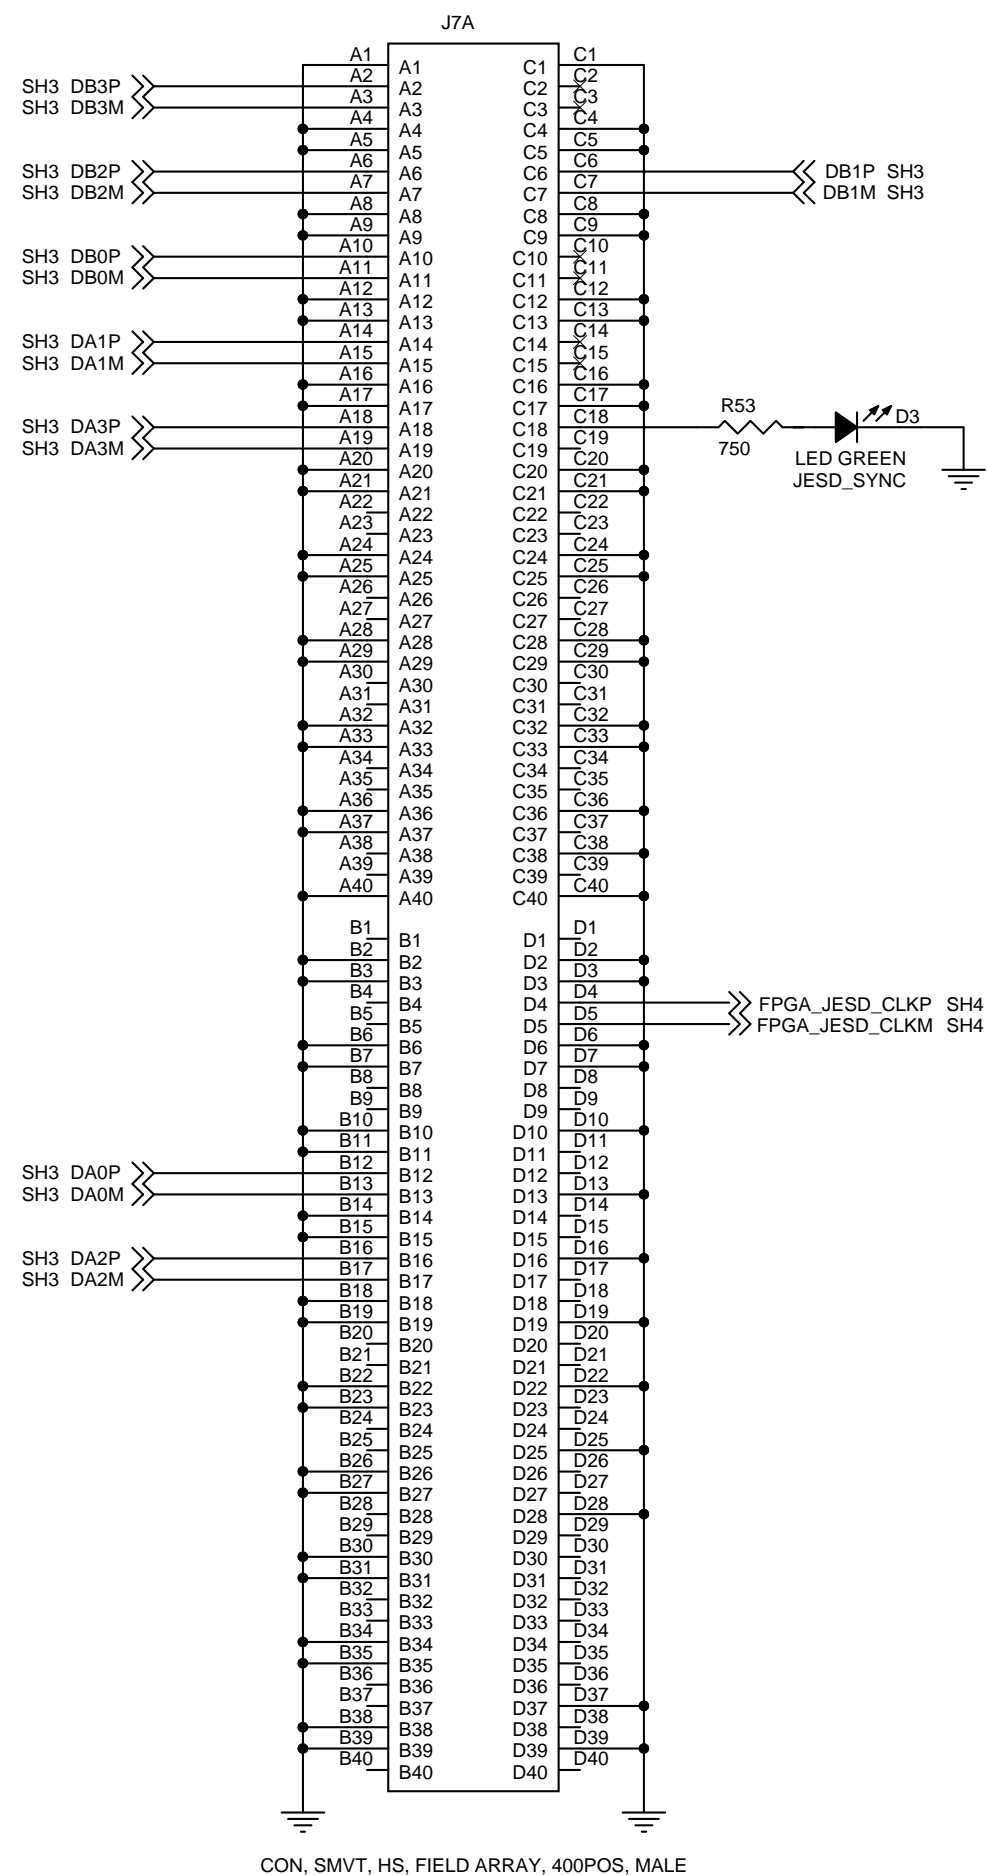 J7A
A1 A1 C1 C1
SH3 DB3P A2 A2 C2 C2
SH3 DB3M A3 A3 C3 C3
A4 A4 C4 C4
A5 A5 C5 C5
SH3 DB2P A6 A6 C6 C6 DB1P SH3
SH3 DB2M A7 A7 C7 C7 DB1M SH3
A8 A8 C8 C8
A9 A9 C9 C9
SH3 DB0P A10 A10 C10 C10
SH3 DB0M A11 A11 C11 C11
A12 A12 C12 C12
A13 A13 C13 C13
SH3 DA1P A14 A14 C14 C14
SH3 DA1M A15 A15 C15 C15
A16 A16 C16 C16
A17 A17 C17 C17
SH3 DA3P A18 A18 C18 C18 R53 D3
SH3 DA3M A19 A19 C19 C19 750
A20 A20 C20 C20 LED GREEN
A21 A21 C21 C21 JESD_SYNC
A22 A22 C22 C22
A23 A23 C23 C23
A24 A24 C24 C24
A25 A25 C25 C25
A26 A26 C26 C26
A27 A27 C27 C27
A28 A28 C28 C28
A29 A29 C29 C29
A30 A30 C30 C30
A31 A31 C31 C31
A32 A32 C32 C32
A33 A33 C33 C33
A34 A34 C34 C34
A35 A35 C35 C35
A36 A36 C36 C36
A37 A37 C37 C37
A38 A38 C38 C38
A39 A39 C39 C39
A40 A40 C40 C40
B1 B1 D1 D1
B2 B2 D2 D2
B3 B3 D3 D3
B4 B4 D4 D4 FPGA_JESD_CLKP SH4
B5 B5 D5 D5 FPGA_JESD_CLKM SH4
B6 B6 D6 D6
B7 B7 D7 D7
B8 B8 D8 D8
B9 B9 D9 D9
B10 B10 D10 D10
B11 B11 D11 D11
SH3 DA0P B12 B12 D12 D12
SH3 DA0M B13 B13 D13 D13
B14 B14 D14 D14
B15 B15 D15 D15
SH3 DA2P B16 B16 D16 D16
SH3 DA2M B17 B17 D17 D17
B18 B18 D18 D18
B19 B19 D19 D19
B20 B20 D20 D20
B21 B21 D21 D21
B22 B22 D22 D22
B23 B23 D23 D23
B24 B24 D24 D24
B25 B25 D25 D25
B26 B26 D26 D26
B27 B27 D27 D27
B28 B28 D28 D28
B29 B29 D29 D29
B30 B30 D30 D30
B31 B31 D31 D31
B32 B32 D32 D32
B33 B33 D33 D33
B34 B34 D34 D34
B35 B35 D35 D35
B36 B36 D36 D36
B37 B37 D37 D37
B38 B38 D38 D38
B39 B39 D39 D39
B40 B40 D40 D40
CON, SMVT, HS, FIELD ARRAY, 400POS, MALE